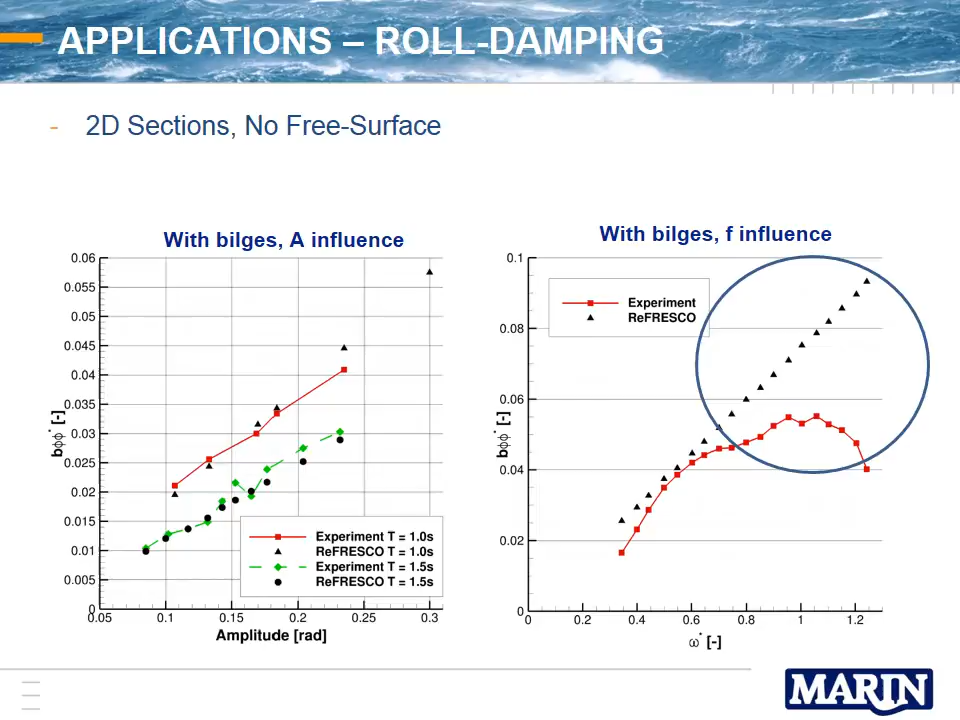 APPLICATIONS – ROLL-DAMPING
- 2D Sections, No Free-Surface
With bilges, A influence
0.06
0.055
0.05
0.045
0.04
0.035
0.03
0.025
0.02
0.015
0.01
0.005
0
bϕϕ* [-]
Experiment T = 1.0s
ReFRESCO T = 1.0s
Experiment T = 1.5s
ReFRESCO T = 1.5s
0.05 0.1 0.15 0.2 0.25 0.3
Amplitude [rad]
With bilges, f influence
0.1
0.08
0.06
0.04
0.02
0
bϕϕ* [-]
Experiment
ReFRESCO
0 0.2 0.4 0.6 0.8 1 1.2
ω* [-]
MARIN